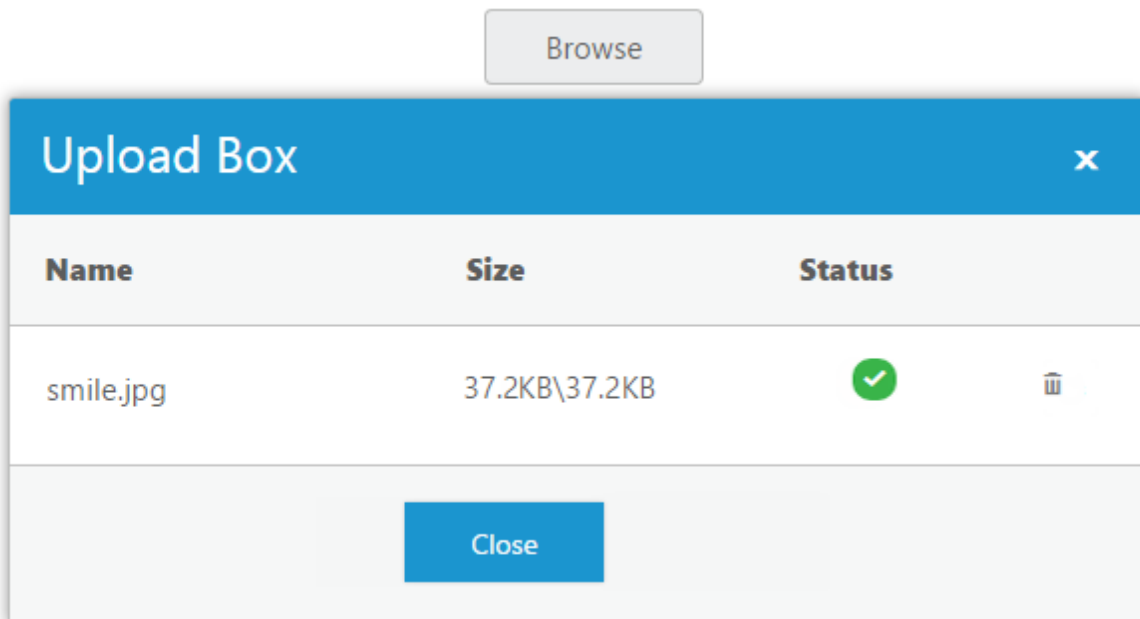 Browse
Upload Box
Name Size Status
smile.jpg 37.2KB\37.2KB
Close